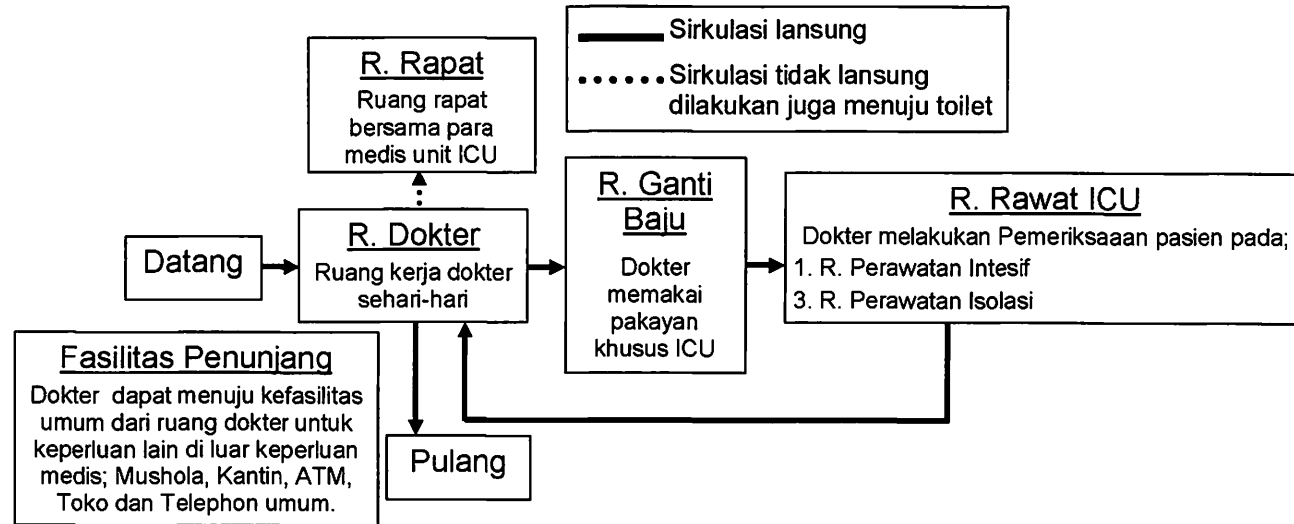 Sirkulasi lansung
Sirkulasi tidak lansung
dilakukan juga menuju toilet
R. Rapat
Ruang rapat
bersama para
medis unit ICU
Datang
R. Dokter
Ruang kerja dokter
sehari-hari
R. Ganti
Baju
Dokter
memakai
pakayan
khusus ICU
R. Rawat ICU
Dokter melakukan Pemeriksaaan pasien pada;
1. R. Perawatan Intesif
3. R. Perawatan Isolasi
Fasilitas Penunjang
Dokter dapat menuju kefasilitas
umum dari ruang dokter untuk
keperluan lain di luar keperluan
medis; Mushola, Kantin, ATM,
Toko dan Telephon umum.
Pulang